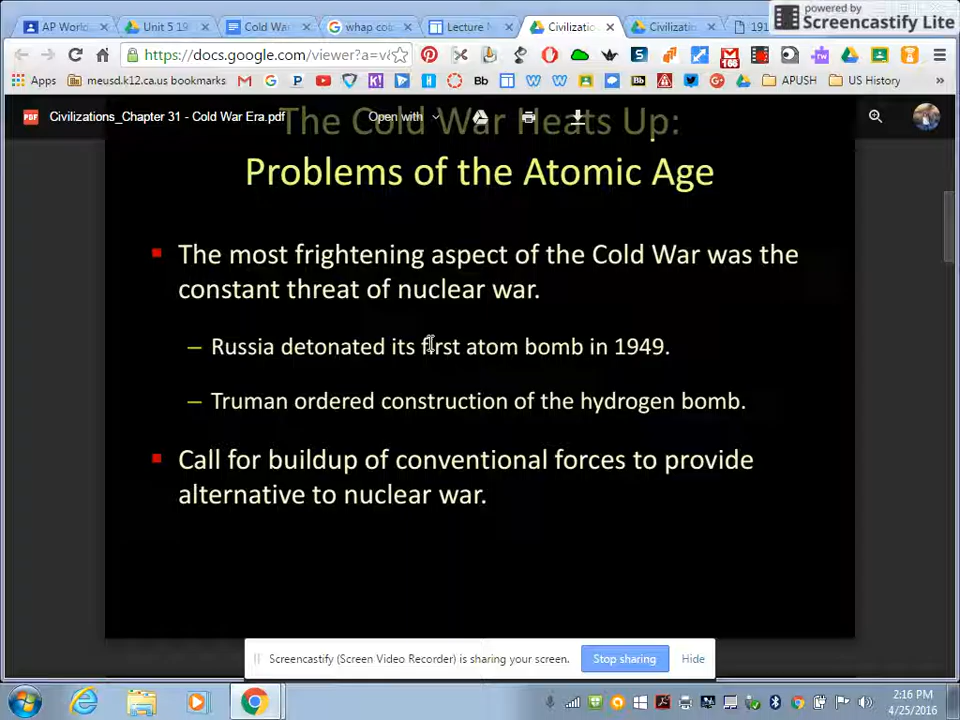 powered by
Screencastify Lite
AP World
Unit 5 19
Cold War
whap col
Lecture
Civilizatio
Civilizatio
191
https://docs.google.com/viewer?a=v&
Apps
meusd.k12.ca.us bookmarks
APUSH
US History
»
Civilizations_Chapter 31 - Cold War Era.pdf
Open with
The Cold War Heats Up:
Problems of the Atomic Age
The most frightening aspect of the Cold War was the
constant threat of nuclear war.
– Russia detonated its first atom bomb in 1949.
– Truman ordered construction of the hydrogen bomb.
Call for buildup of conventional forces to provide
alternative to nuclear war.
Screencastify (Screen Video Recorder) is sharing your screen.
Stop sharing
Hide
2:16 PM
4/25/2016